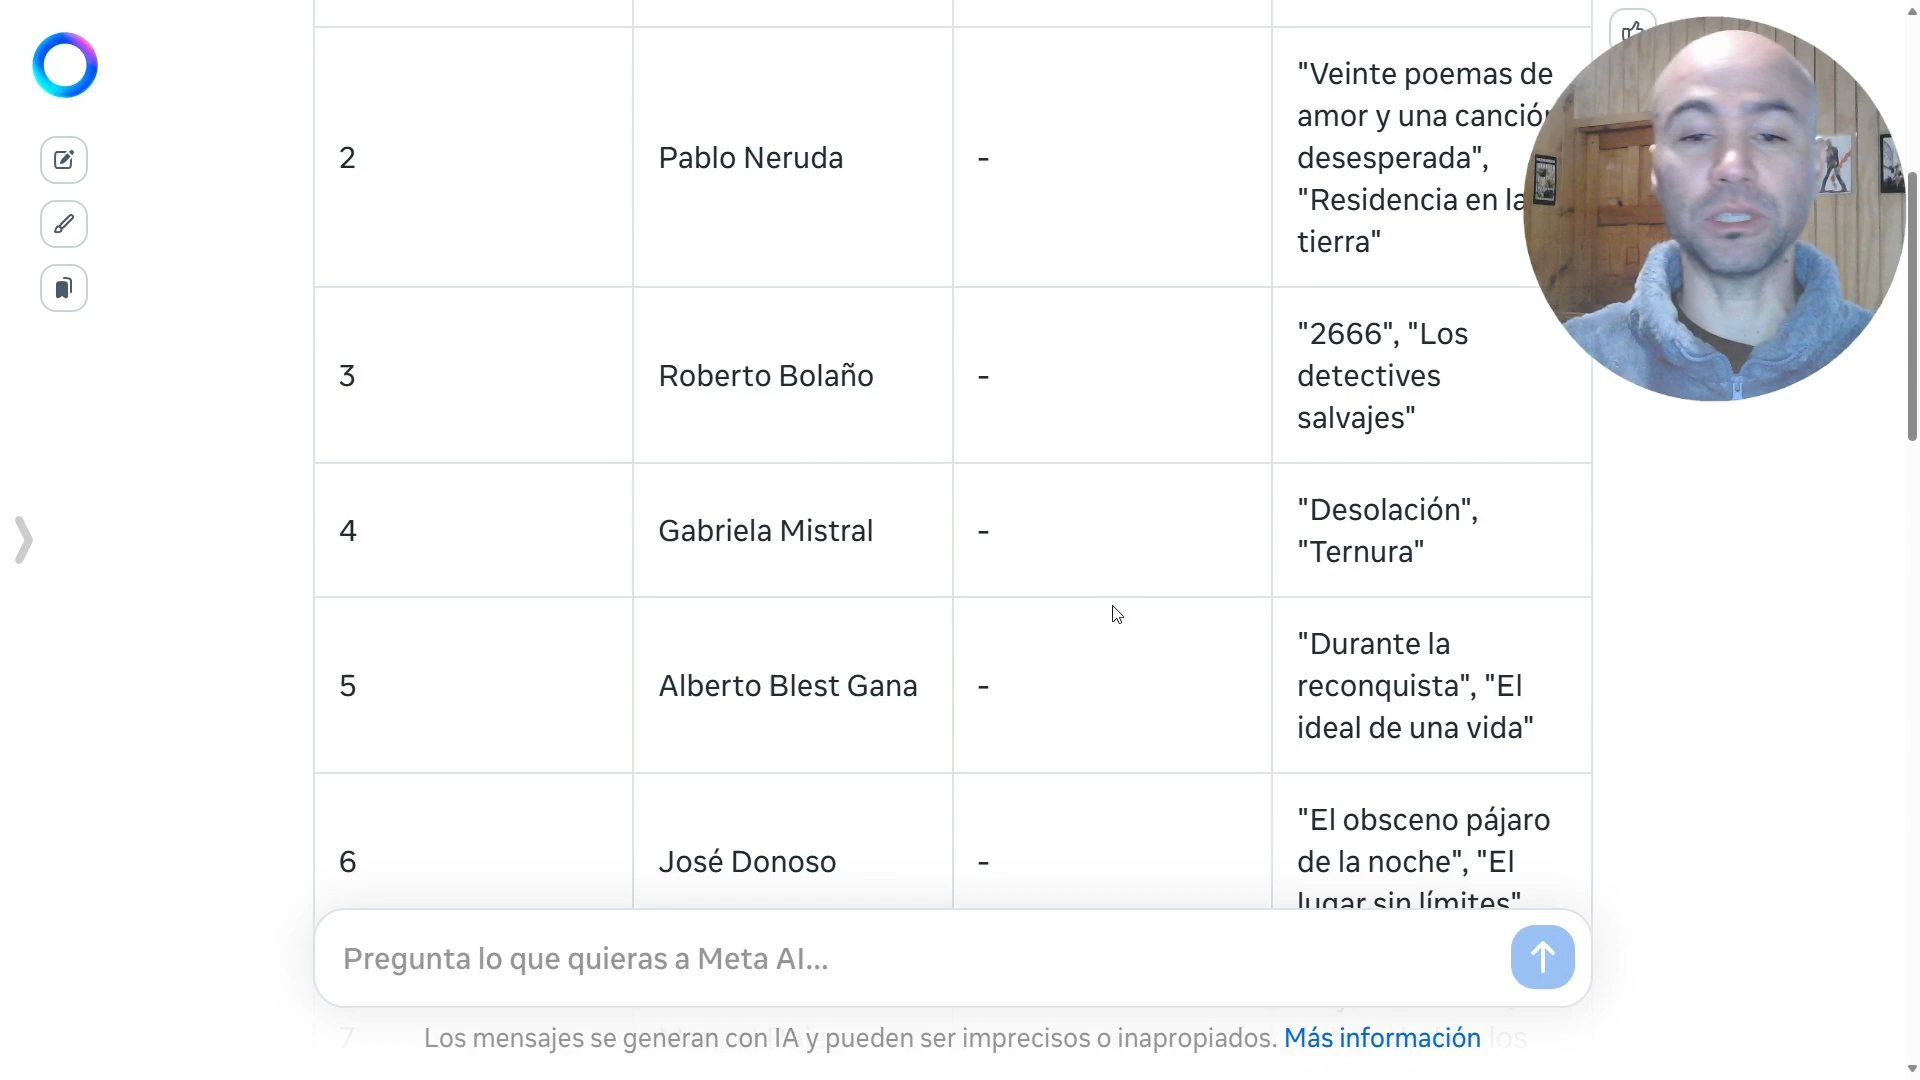 2
Pablo Neruda
-
"Veinte poemas de
amor y una canción
desesperada",
"Residencia en la
tierra"
3
Roberto Bolaño
-
"2666", "Los
detectives
salvajes"
4
Gabriela Mistral
-
"Desolación",
"Ternura"
5
Alberto Blest Gana
-
"Durante la
reconquista", "El
ideal de una vida"
6
José Donoso
-
"El obsceno pájaro
de la noche", "El
lugar sin límites"
Pregunta lo que quieras a Meta AI...
7
los
Los mensajes se generan con IA y pueden ser imprecisos o inapropiados. Más información